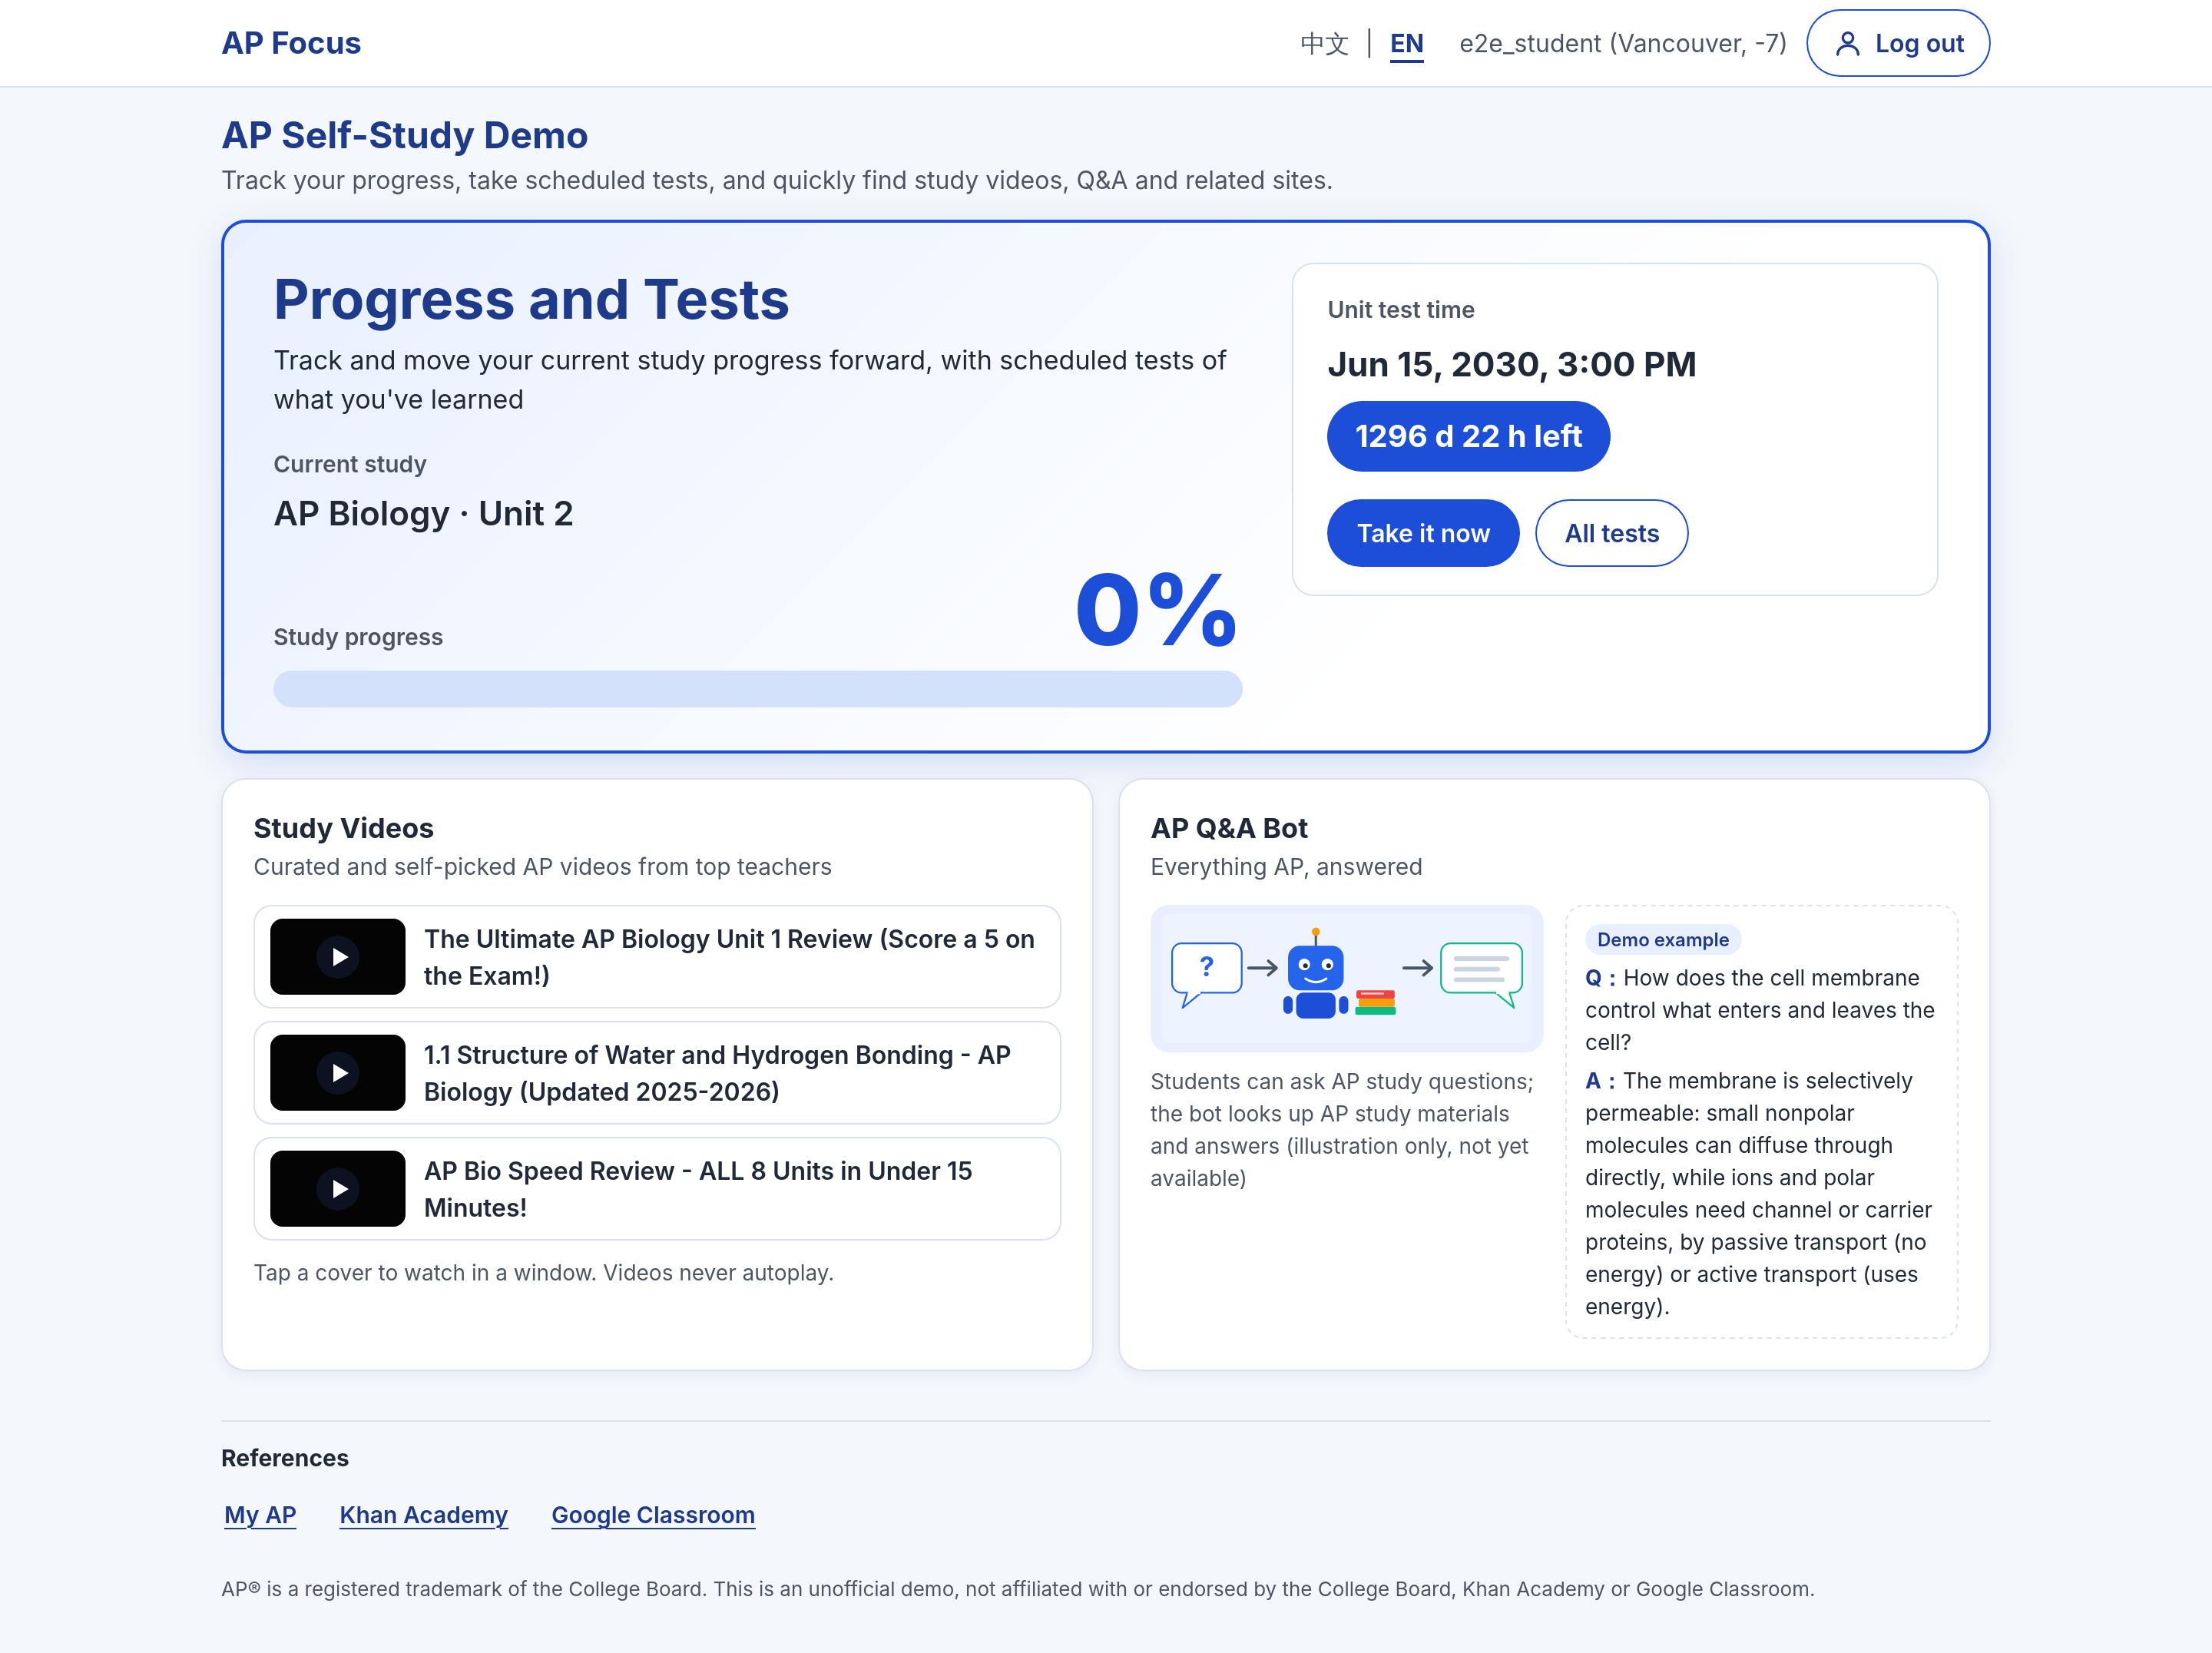 AP Focus
中文 | EN e2e_student (Vancouver, -7) Log out
AP Self-Study Demo
Track your progress, take scheduled tests, and quickly find study videos, Q&A and related sites.
Progress and Tests
Track and move your current study progress forward, with scheduled tests of
what you've learned
Current study
AP Biology · Unit 2
Study progress
0%
Unit test time
Jun 15, 2030, 3:00 PM
1296 d 22 h left
Take it now
All tests
Study Videos
Curated and self-picked AP videos from top teachers
The Ultimate AP Biology Unit 1 Review (Score a 5 on
the Exam!)
1.1 Structure of Water and Hydrogen Bonding - AP
Biology (Updated 2025-2026)
AP Bio Speed Review - ALL 8 Units in Under 15
Minutes!
Tap a cover to watch in a window. Videos never autoplay.
AP Q&A Bot
Everything AP, answered
?
Students can ask AP study questions;
the bot looks up AP study materials
and answers (illustration only, not yet
available)
Demo example
Q：How does the cell membrane
control what enters and leaves the
cell?
A：The membrane is selectively
permeable: small nonpolar
molecules can diffuse through
directly, while ions and polar
molecules need channel or carrier
proteins, by passive transport (no
energy) or active transport (uses
energy).
References
My AP Khan Academy Google Classroom
AP® is a registered trademark of the College Board. This is an unofficial demo, not affiliated with or endorsed by the College Board, Khan Academy or Google Classroom.